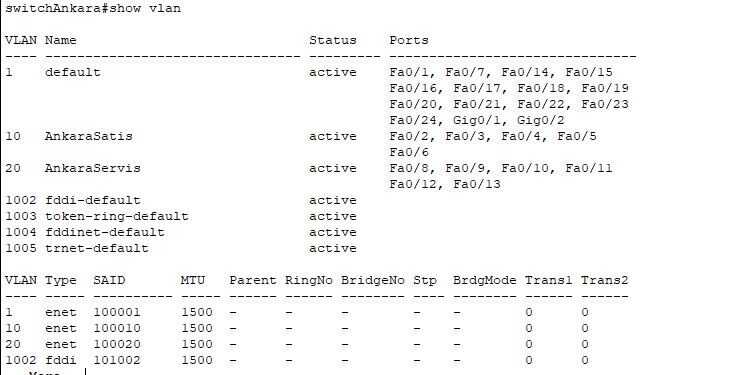 switchAnkara#show vlan
VLAN Name                             Status    Ports
---- -------------------------------- --------- -------------------------------
1    default                          active    Fa0/1, Fa0/7, Fa0/14, Fa0/15
                                                Fa0/16, Fa0/17, Fa0/18, Fa0/19
                                                Fa0/20, Fa0/21, Fa0/22, Fa0/23
                                                Fa0/24, Gig0/1, Gig0/2
10   AnkaraSatis                      active    Fa0/2, Fa0/3, Fa0/4, Fa0/5
                                                Fa0/6
20   AnkaraServis                     active    Fa0/8, Fa0/9, Fa0/10, Fa0/11
                                                Fa0/12, Fa0/13
1002 fddi-default                     active
1003 token-ring-default               active
1004 fddinet-default                  active
1005 trnet-default                    active
VLAN Type  SAID       MTU   Parent RingNo BridgeNo Stp  BrdgMode Trans1 Trans2
---- ----- ---------- ----- ------ ------ -------- ---- -------- ------ ------
1    enet  100001     1500  -      -      -        -    -        0      0
10   enet  100010     1500  -      -      -        -    -        0      0
20   enet  100020     1500  -      -      -        -    -        0      0
1002 fddi  101002     1500  -      -      -        -    -        0      0